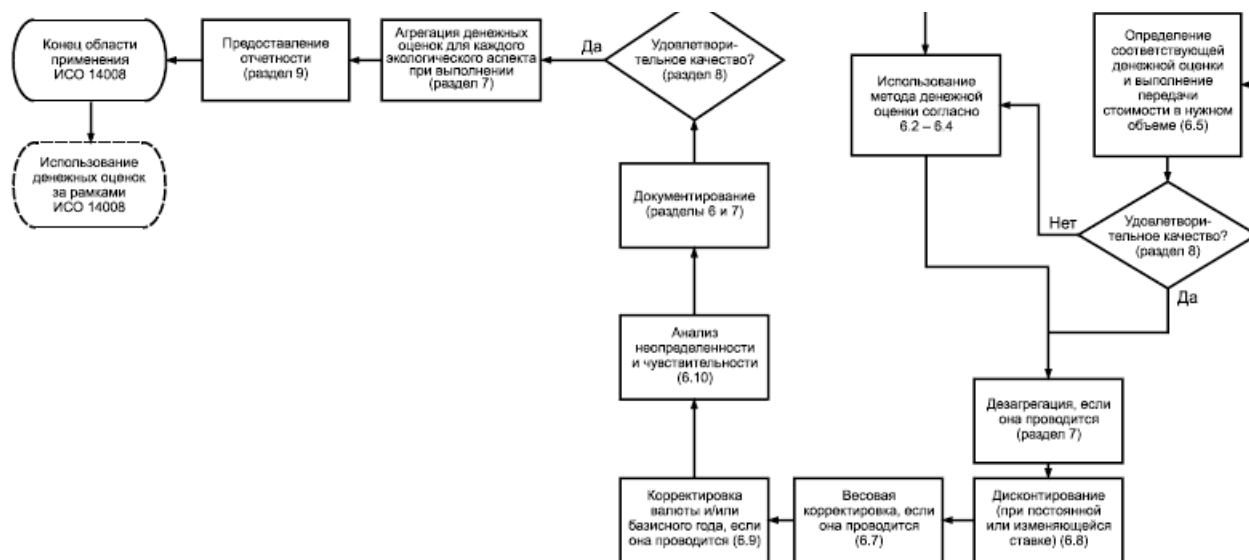 Конец области
применения
ИСО 14008
Использование
денежных оценок
за рамками
ИСО 14008
Предоставление
отчетности
(раздел 9)
Агрегация денежных
оценок для каждого
экологического аспекта
при выполнении
(раздел 7)
Да
Удовлетвори-
тельное качество?
(раздел 8)
Документирование
(разделы 6 и 7)
Анализ
неопределенности
и чувствительности
(6.10)
Корректировка
валюты и/или
базисного года, если
она проводится (6.9)
Весовая
корректировка, если
она проводится
(6.7)
Дисконтирование
(при постоянной
или изменяющейся
ставке) (6.8)
Дезагрегация, если
она проводится
(раздел 7)
Использование
метода денежной
оценки согласно
6.2 – 6.4
Определение
соответствующей
денежной оценки
и выполнение
передачи
стоимости в нужном
объеме (6.5)
Нет
Удовлетвори-
тельное качество?
(раздел 8)
Да